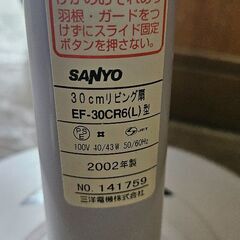 羽根・ガードをつ
けずにスライド固定
ボタンを押さない。
SANYO
30cmリビング扇
EF-30CR6(L)型
PS
E
JET
100V 40/43W 50/60Hz
2002年製
NO. 141759
三洋電機株式会社